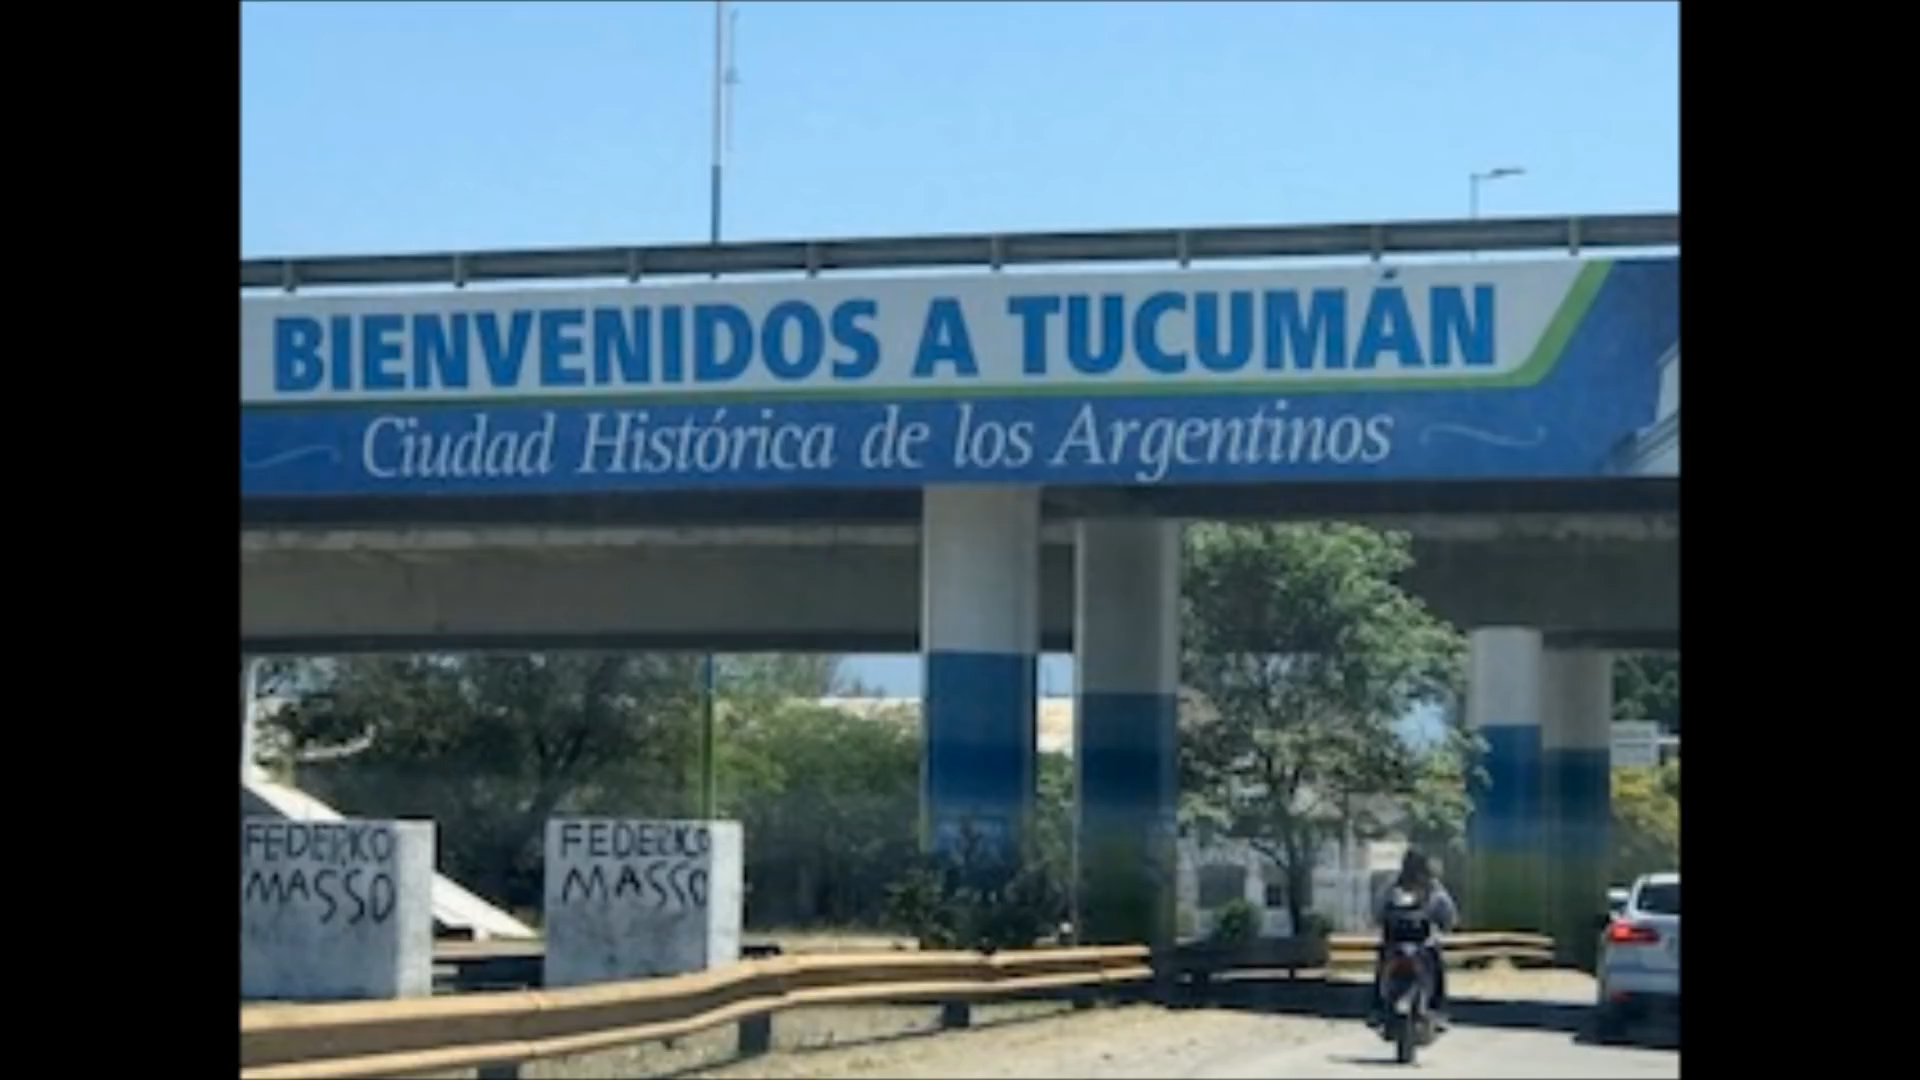 BIENVENIDOS A TUCUMÁN
Ciudad Histórica de los Argentinos
FEDERICO
MASSO
FEDERICO
MASSO